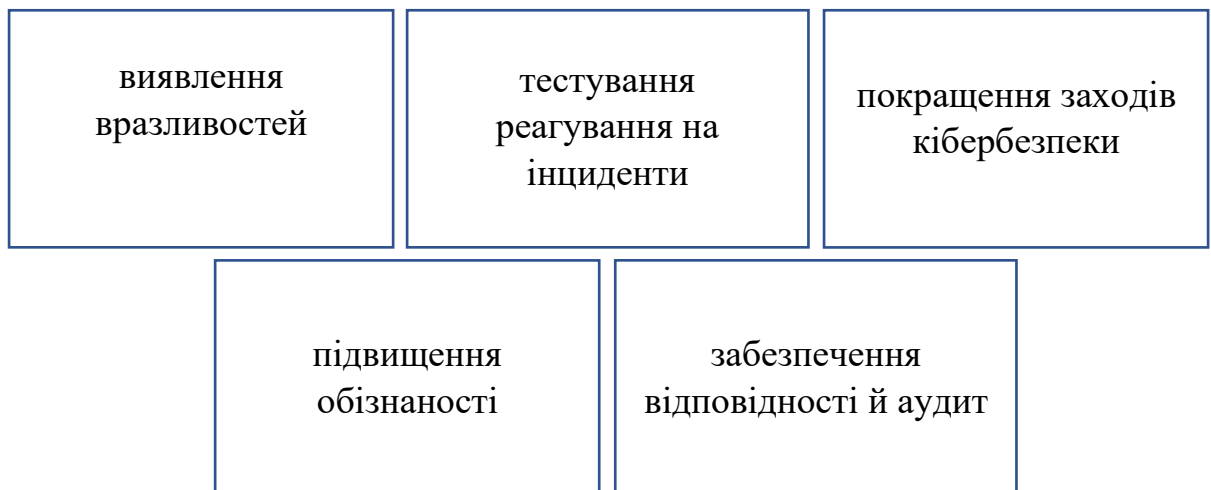 виявлення
вразливостей
тестування
реагування на
інциденти
покращення заходів
кібербезпеки
підвищення
обізнаності
забезпечення
відповідності й аудит